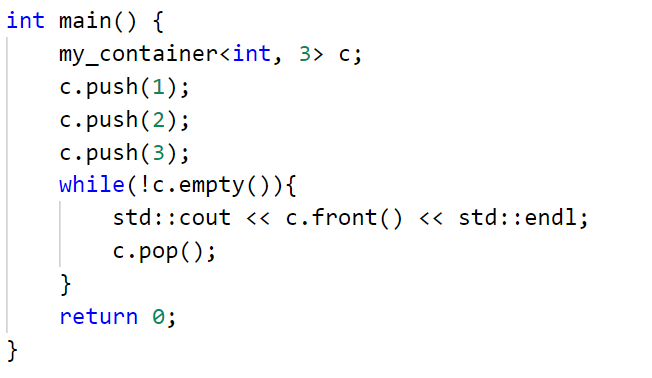 int main() {
    my_container<int, 3> c;
    c.push(1);
    c.push(2);
    c.push(3);
    while(!c.empty()){
        std::cout << c.front() << std::endl;
        c.pop();
    }
    return 0;
}